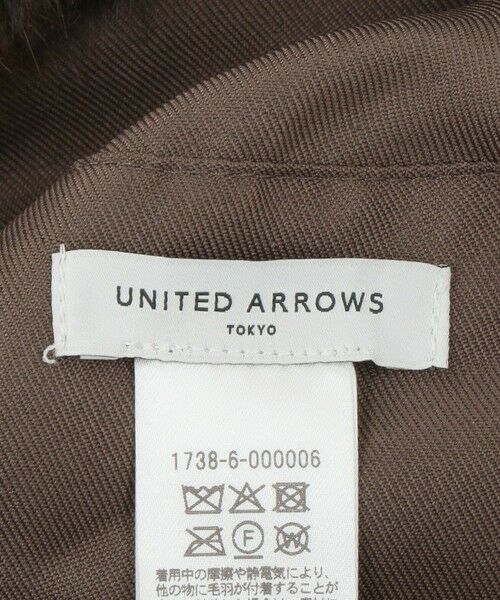 UNITED ARROWS
TOKYO
1738-6-000006
F W
着用中の摩擦や静電気により、
他の物に毛羽が付着することが